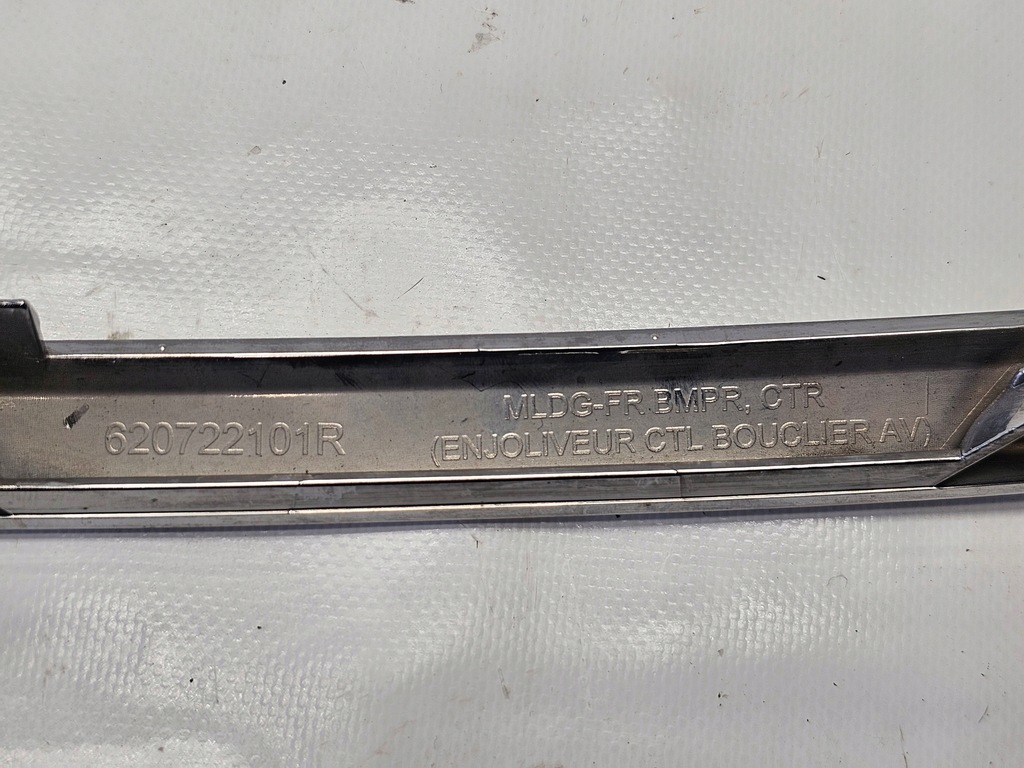 620722101R
MLDG-FR.BMPR, CTR
(ENJOLIVEUR CTL BOUCLIER AV)